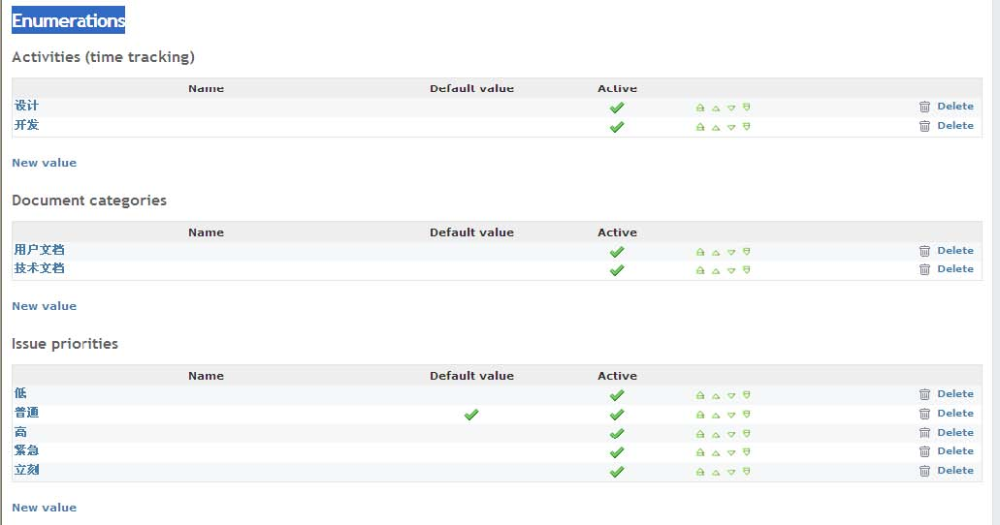 Enumerations
Activities (time tracking)
Name Default value Active
设计 Delete
开发 Delete
New value
Document categories
Name Default value Active
用户文档 Delete
技术文档 Delete
New value
Issue priorities
Name Default value Active
低 Delete
普通 Delete
高 Delete
紧急 Delete
立刻 Delete
New value